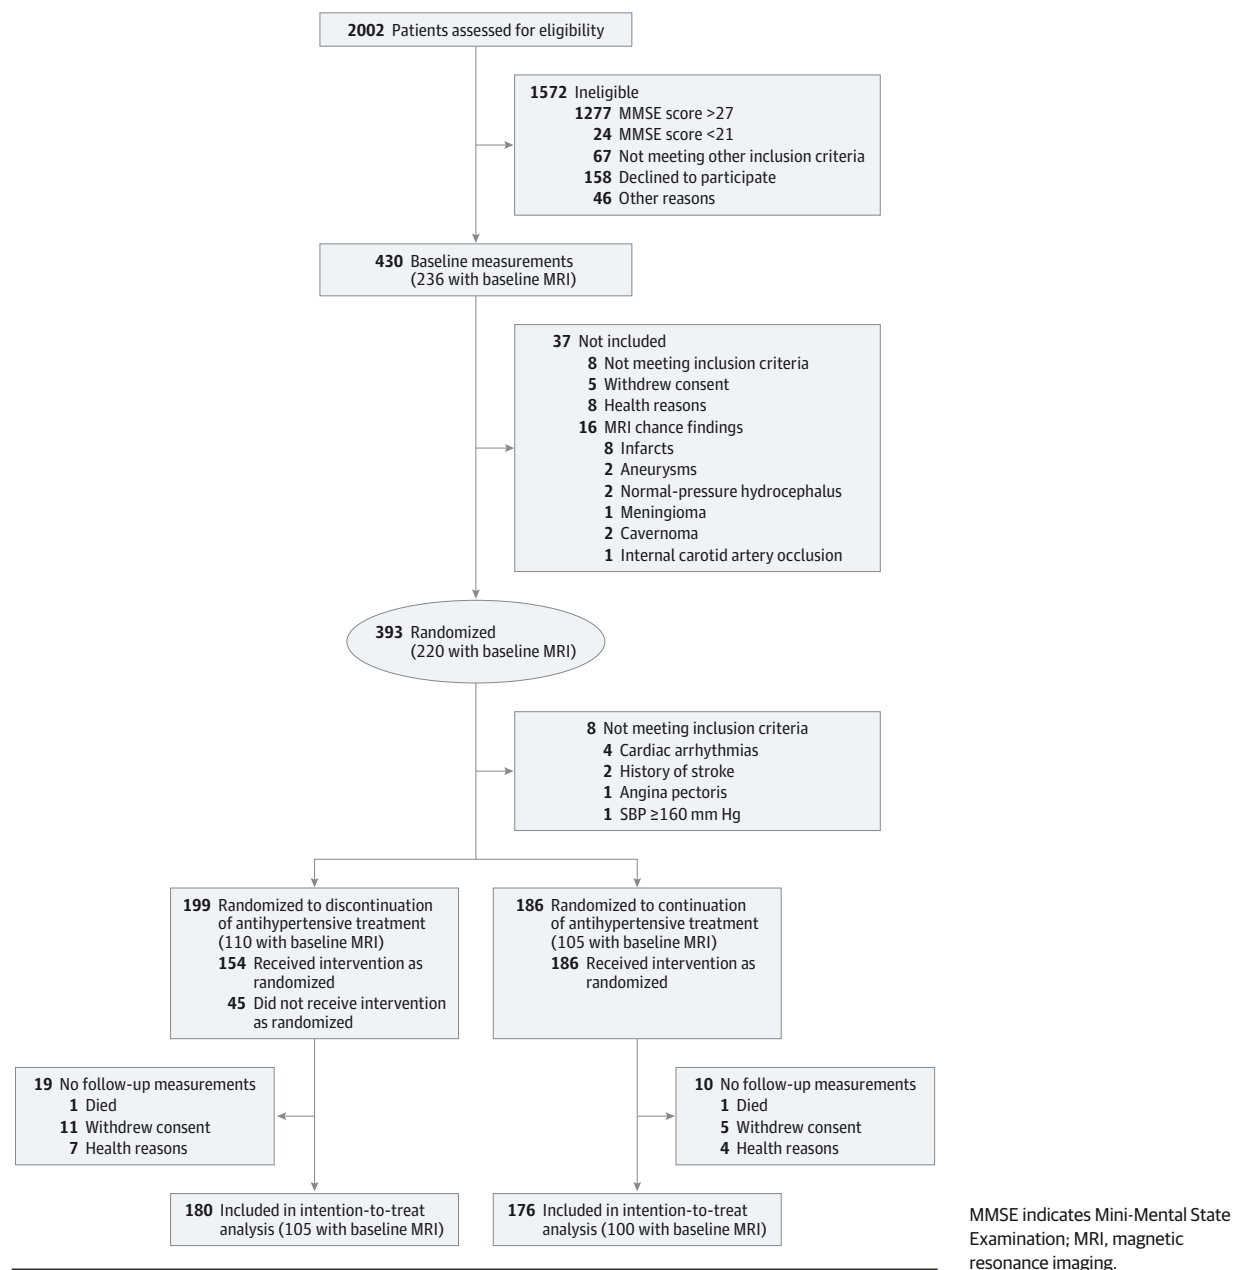 2002 Patients assessed for eligibility
1572 Ineligible
1277 MMSE score >27
24 MMSE score <21
67 Not meeting other inclusion criteria
158 Declined to participate
46 Other reasons
430 Baseline measurements
(236 with baseline MRI)
37 Not included
8 Not meeting inclusion criteria
5 Withdrew consent
8 Health reasons
16 MRI chance findings
8 Infarcts
2 Aneurysms
2 Normal-pressure hydrocephalus
1 Meningioma
2 Cavernoma
1 Internal carotid artery occlusion
393 Randomized
(220 with baseline MRI)
8 Not meeting inclusion criteria
4 Cardiac arrhythmias
2 History of stroke
1 Angina pectoris
1 SBP ≥160 mm Hg
199 Randomized to discontinuation
of antihypertensive treatment
(110 with baseline MRI)
154 Received intervention as
randomized
45 Did not receive intervention
as randomized
186 Randomized to continuation
of antihypertensive treatment
(105 with baseline MRI)
186 Received intervention as
randomized
19 No follow-up measurements
1 Died
11 Withdrew consent
7 Health reasons
10 No follow-up measurements
1 Died
5 Withdrew consent
4 Health reasons
180 Included in intention-to-treat
analysis (105 with baseline MRI)
176 Included in intention-to-treat
analysis (100 with baseline MRI)
MMSE indicates Mini-Mental State
Examination; MRI, magnetic
resonance imaging.